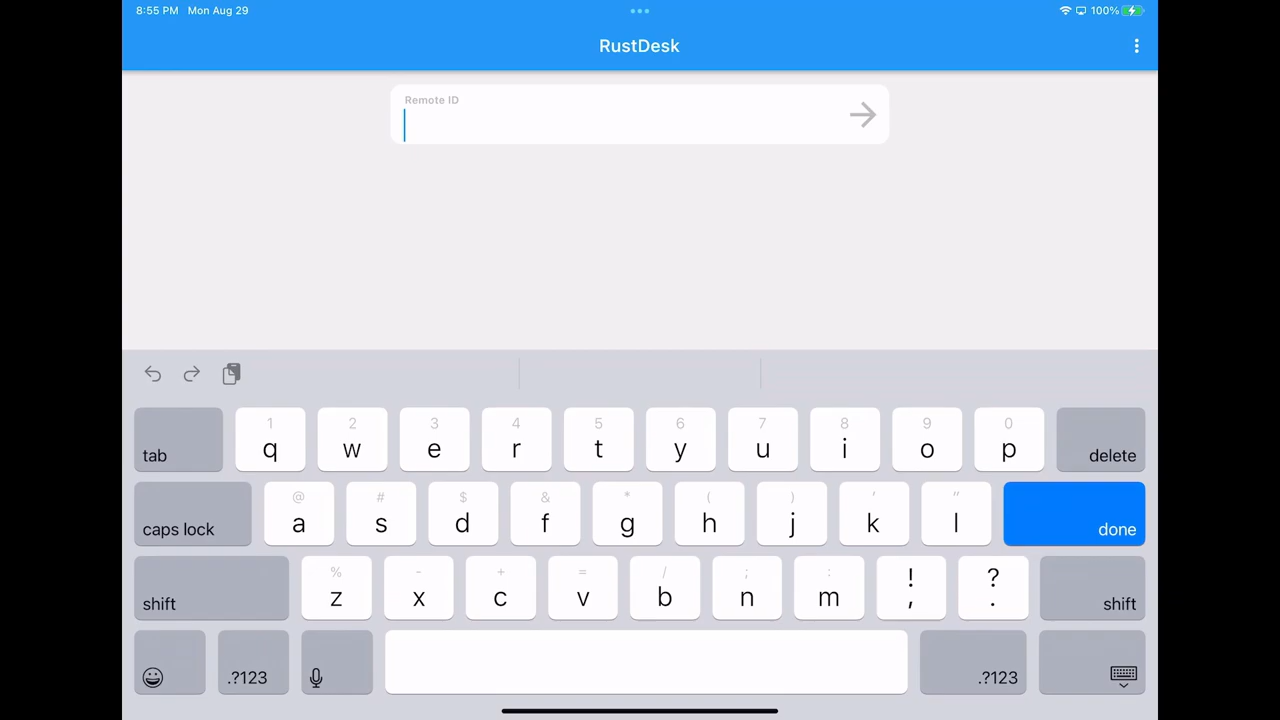 8:55 PM Mon Aug 29 100%
RustDesk
Remote ID
1 2 3 4 5 6 7 8 9 0
tab q w e r t y u i o p delete
@ # $ & * ( ) ' "
caps lock a s d f g h j k l done
% - + = / ; : ! ?
shift z x c v b n m , . shift
.?123 .?123